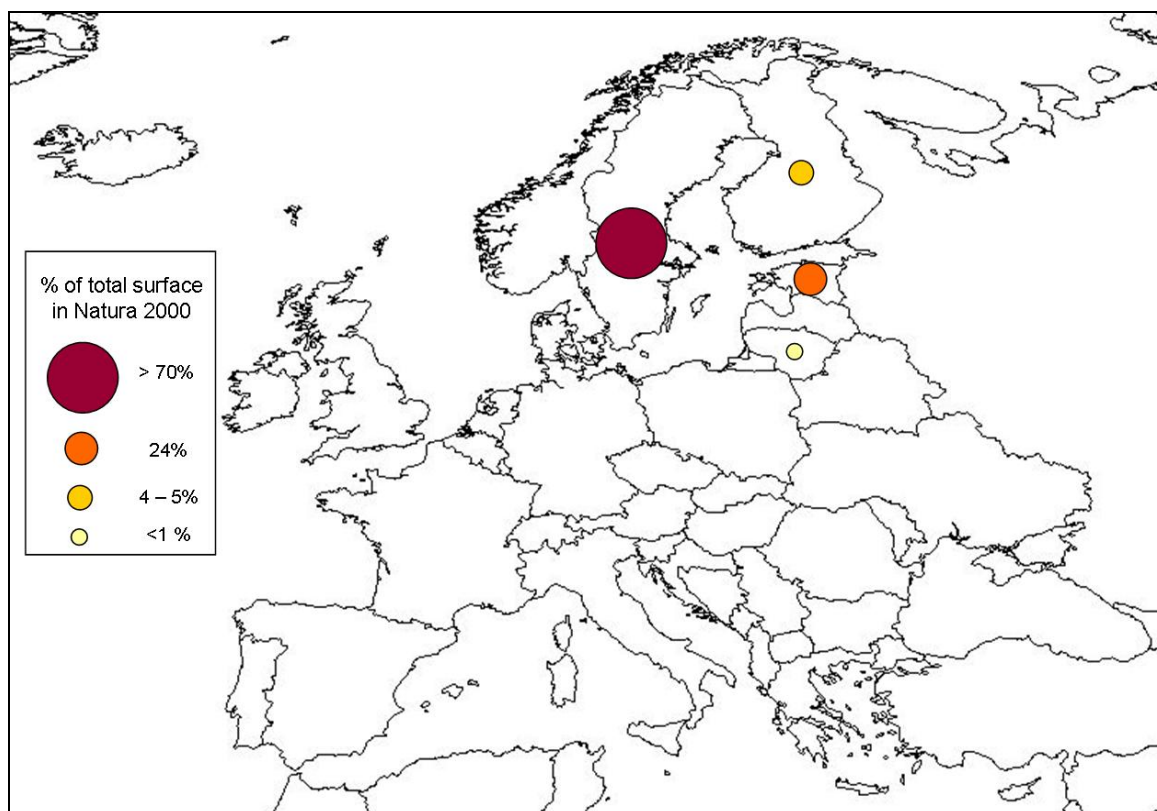 % of total surface
in Natura 2000
> 70%
24%
4 – 5%
<1 %